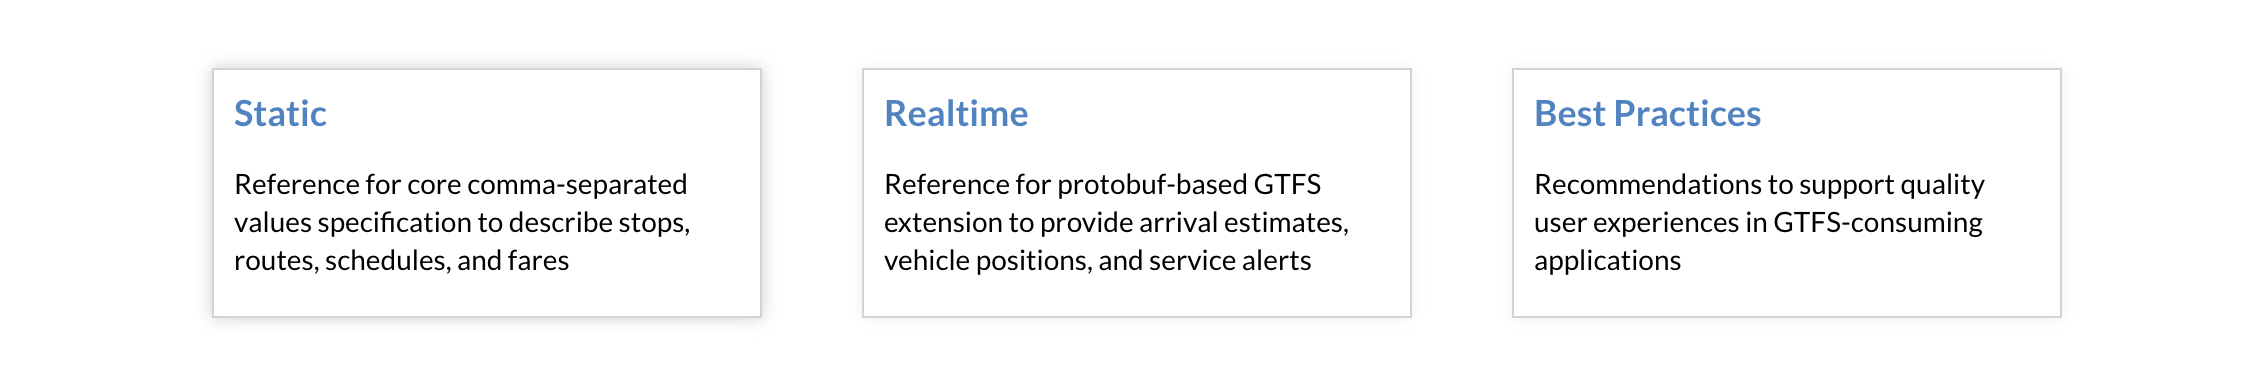 Static
Reference for core comma-separated
values specification to describe stops,
routes, schedules, and fares
Realtime
Reference for protobuf-based GTFS
extension to provide arrival estimates,
vehicle positions, and service alerts
Best Practices
Recommendations to support quality
user experiences in GTFS-consuming
applications